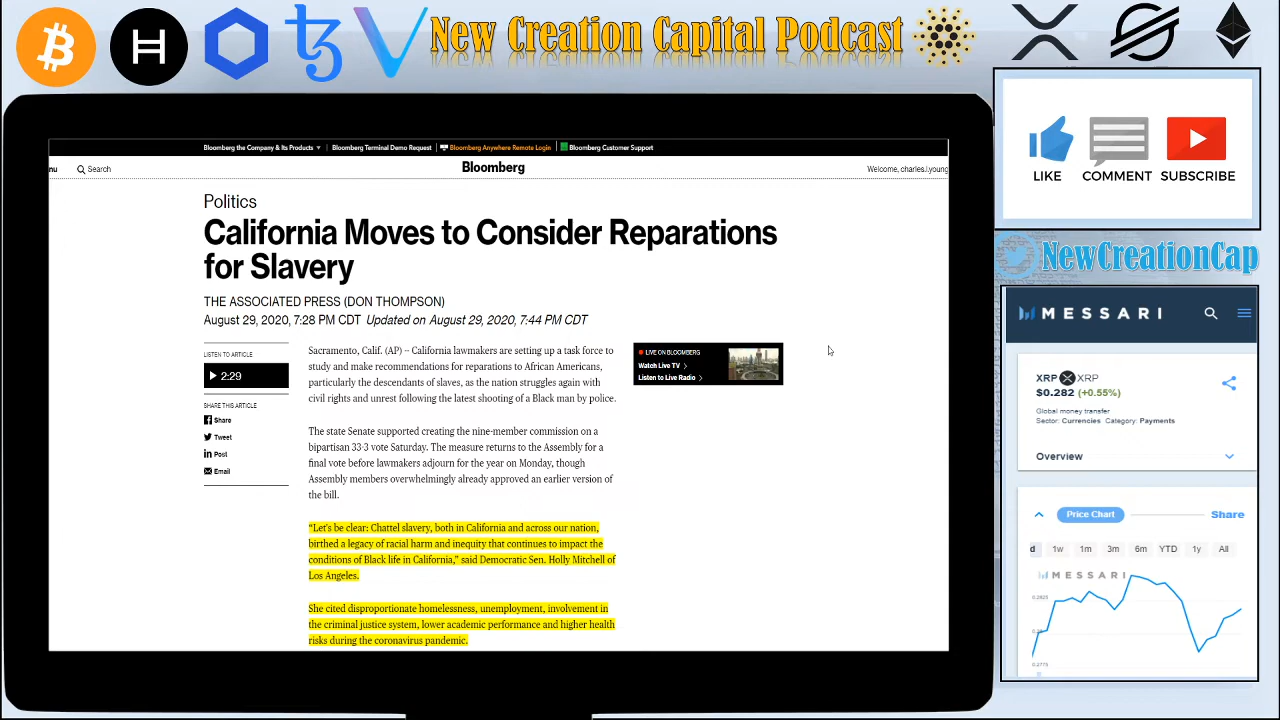 New Creation Capital Podcast
LIKE
COMMENT
SUBSCRIBE
NewCreationCap
Bloomberg the Company & Its Products ▾ | Bloomberg Terminal Demo Request | Bloomberg Anywhere Remote Login | Bloomberg Customer Support
nu
Search
Bloomberg
Welcome, charles.i.young
Politics
California Moves to Consider Reparations
for Slavery
THE ASSOCIATED PRESS (DON THOMPSON)
August 29, 2020, 7:28 PM CDT Updated on August 29, 2020, 7:44 PM CDT
LISTEN TO ARTICLE
2:29
SHARE THIS ARTICLE
Share
Tweet
Post
Email
Sacramento, Calif. (AP) -- California lawmakers are setting up a task force to
study and make recommendations for reparations to African Americans,
particularly the descendants of slaves, as the nation struggles again with
civil rights and unrest following the latest shooting of a Black man by police.
The state Senate supported creating the nine-member commission on a
bipartisan 33-3 vote Saturday. The measure returns to the Assembly for a
final vote before lawmakers adjourn for the year on Monday, though
Assembly members overwhelmingly already approved an earlier version of
the bill.
“Let's be clear: Chattel slavery, both in California and across our nation,
birthed a legacy of racial harm and inequity that continues to impact the
conditions of Black life in California,” said Democratic Sen. Holly Mitchell of
Los Angeles.
She cited disproportionate homelessness, unemployment, involvement in
the criminal justice system, lower academic performance and higher health
risks during the coronavirus pandemic.
LIVE ON BLOOMBERG
Watch Live TV
Listen to Live Radio
MESSARI
XRP XRP
$0.282 (+0.55%)
Global money transfer
Sector: Currencies Category: Payments
Overview
Price Chart
Share
d 1w 1m 3m 6m YTD 1y All
MESSARI
0.2825
0.28
0.2775